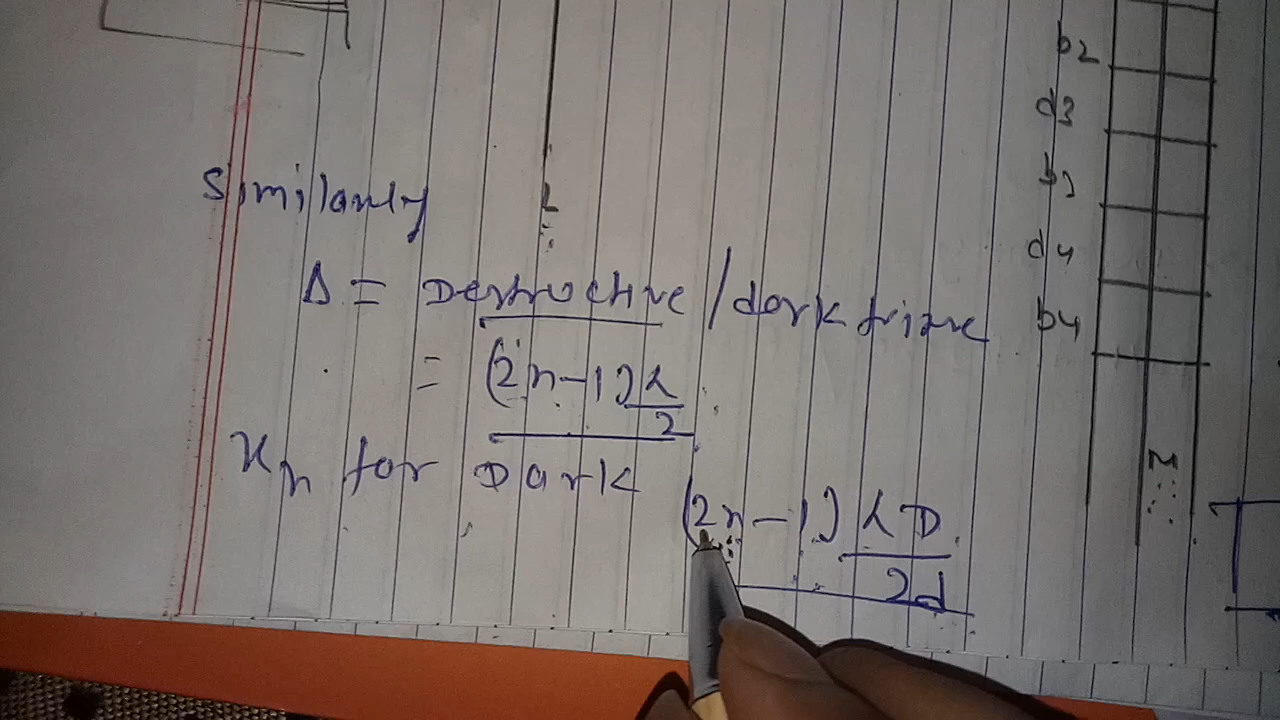 Similarly
Δ = Destructive / dark fringe
= (2n-1) λ/2
xn for Dark (2n-1) λD/2d
b2
d3
b3
d4
b4